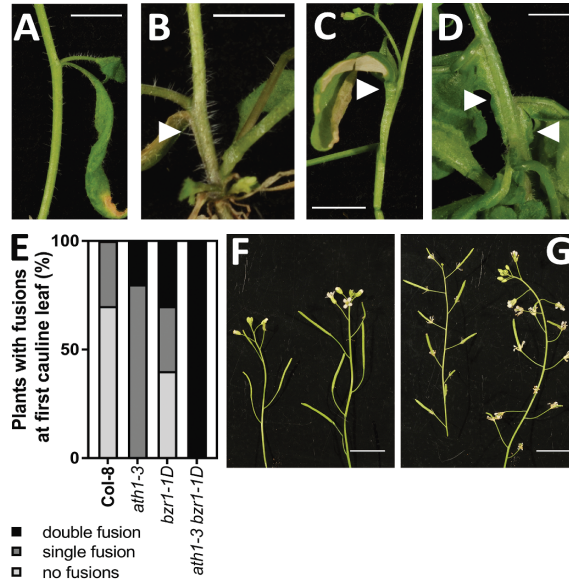 A
B
C
D
E
Plants with fusions
at first cauline leaf (%)
100
50
0
Col-8
ath1-3
bzr1-1D
ath1-3 bzr1-1D
double fusion
single fusion
no fusions
F
G